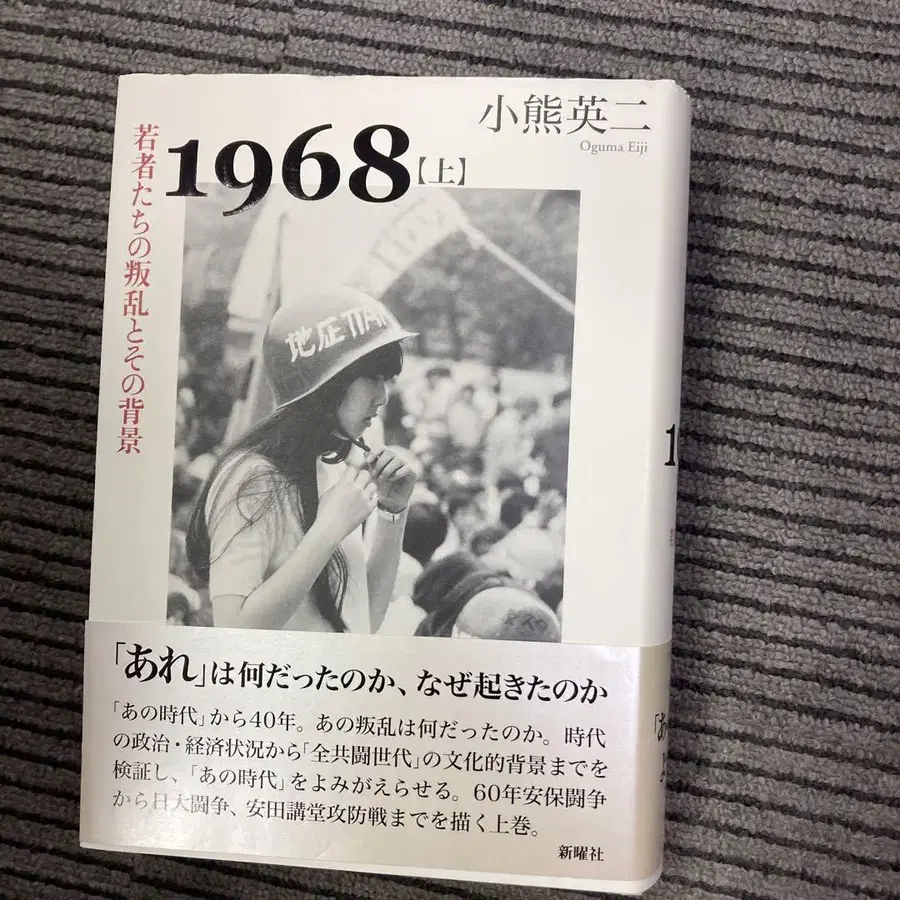 小熊英二
Oguma Eiji
1968【上】
若者たちの叛乱とその背景
「あれ」は何だったのか、なぜ起きたのか
「あの時代」から40年。あの叛乱は何だったのか。時代
の政治・経済状況から「全共闘世代」の文化的背景までを
検証し、「あの時代」をよみがえらせる。60年安保闘争
から日大闘争、安田講堂攻防戦までを描く上巻。
新曜社
1
「あ